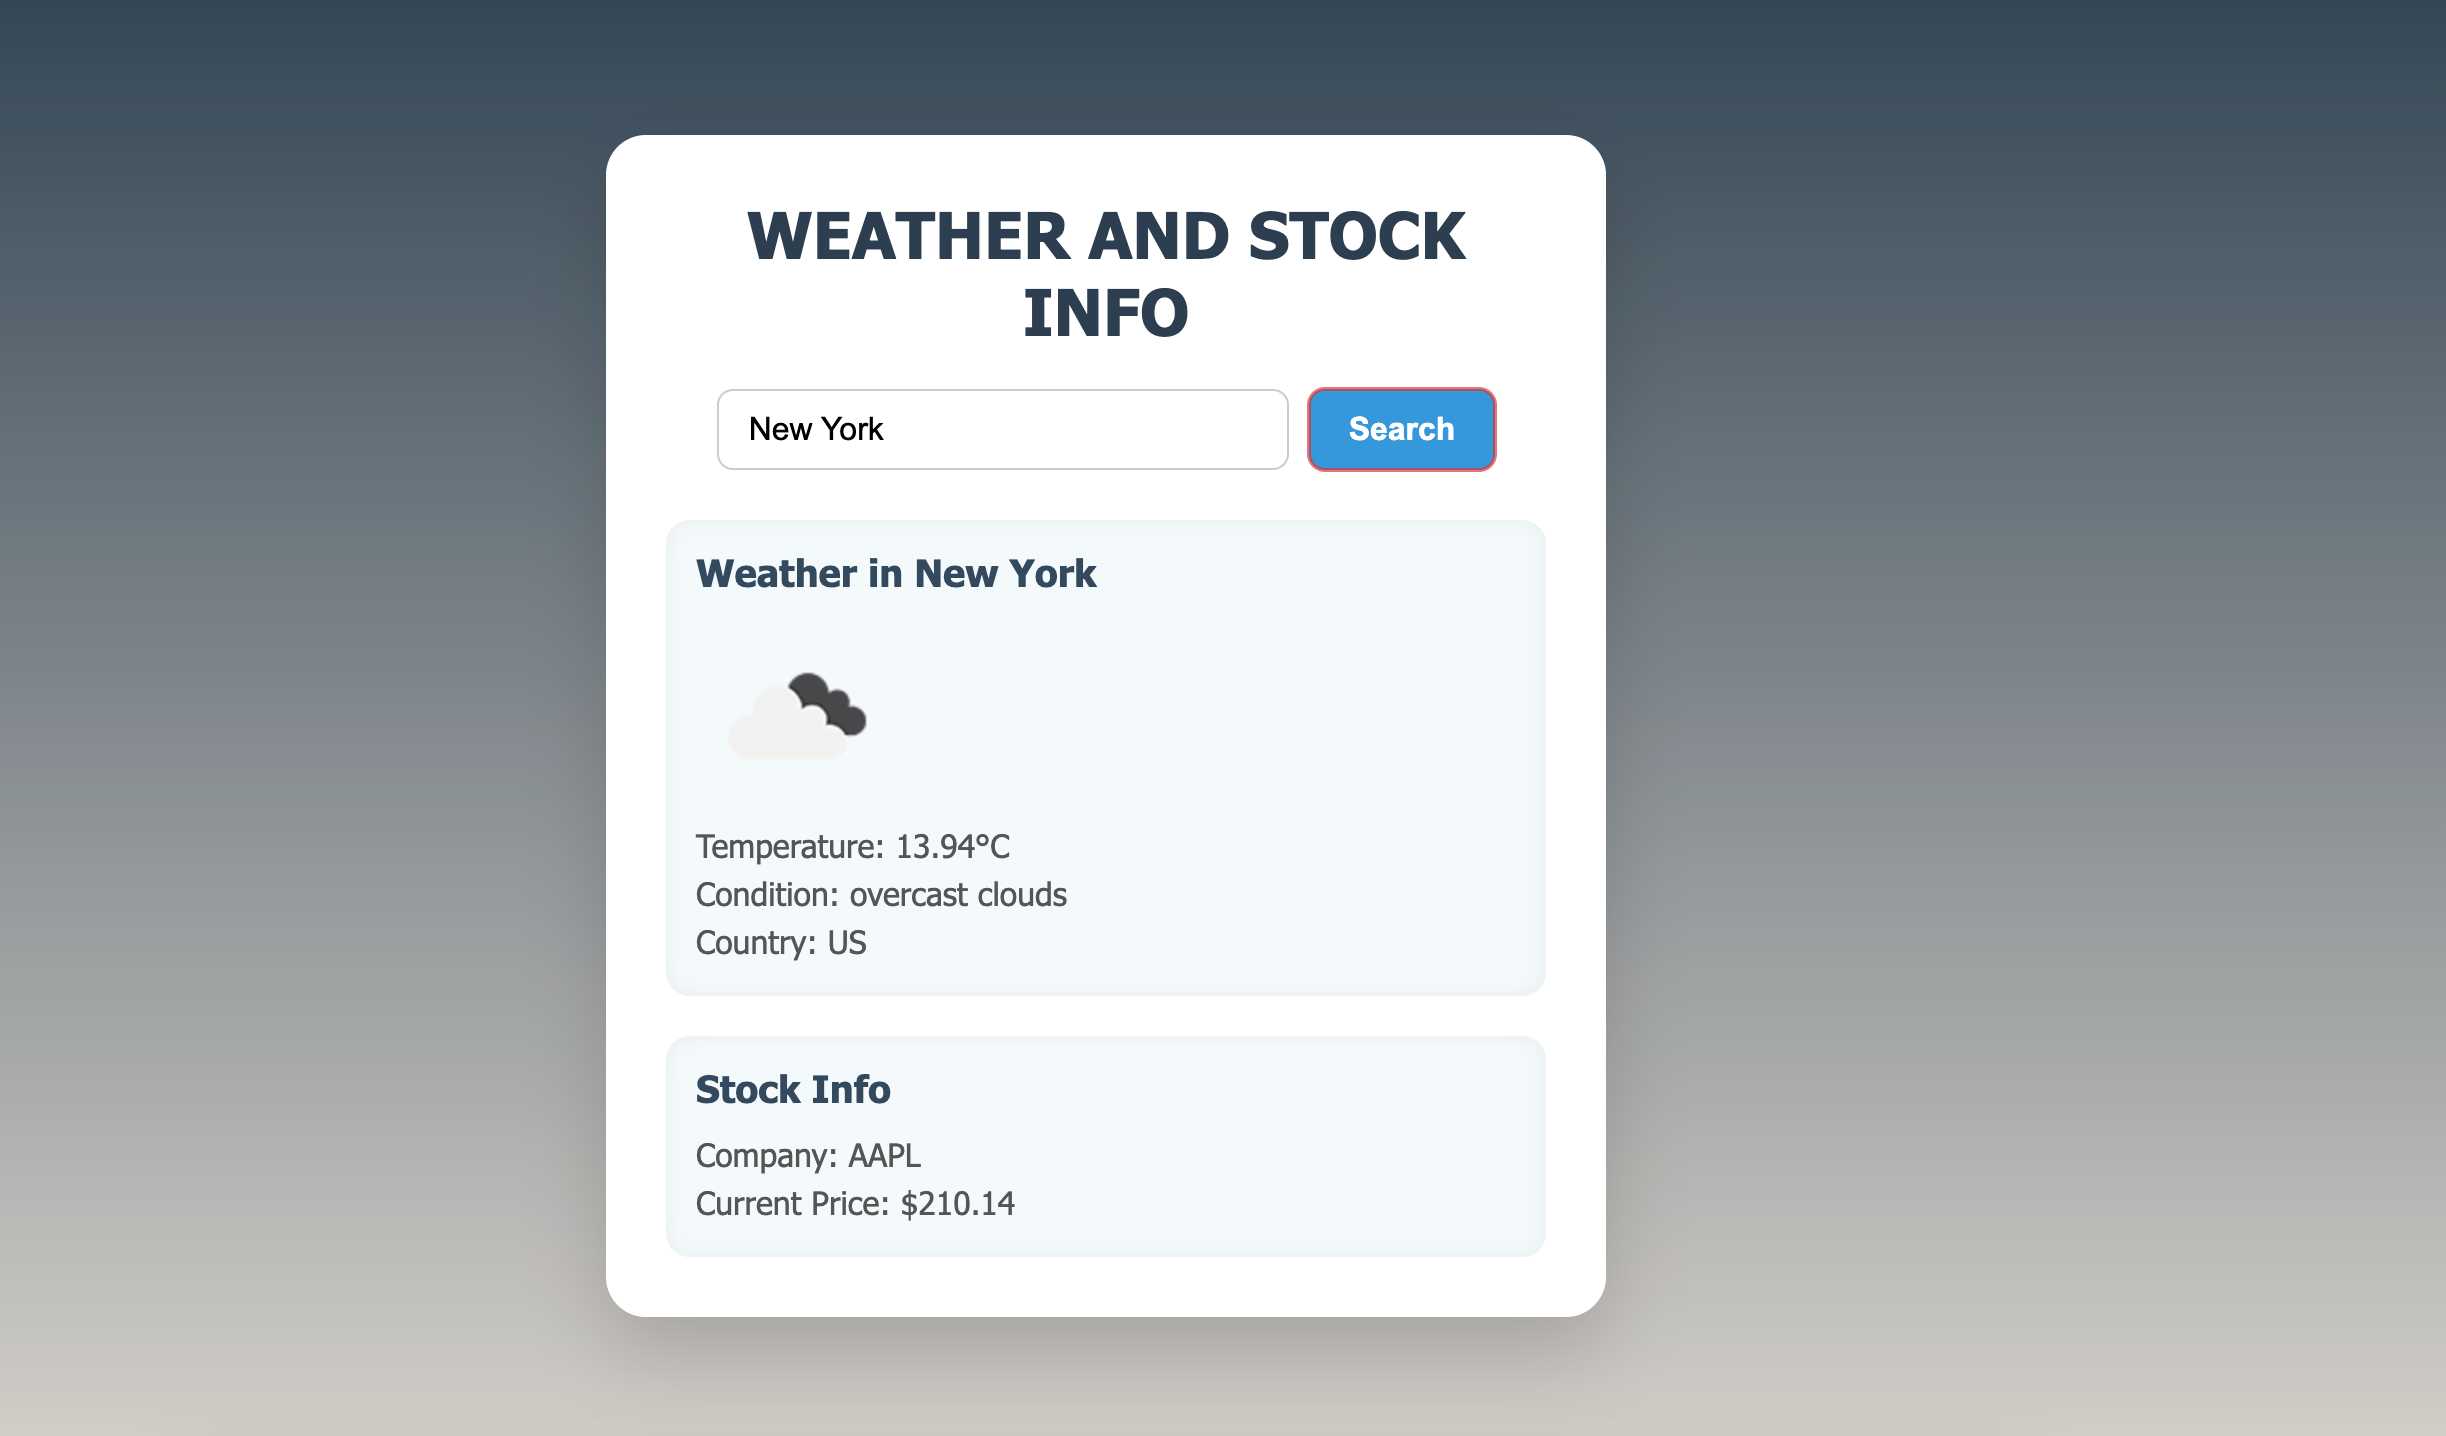 WEATHER AND STOCK
INFO
New York
Search
Weather in New York
Temperature: 13.94°C
Condition: overcast clouds
Country: US
Stock Info
Company: AAPL
Current Price: $210.14